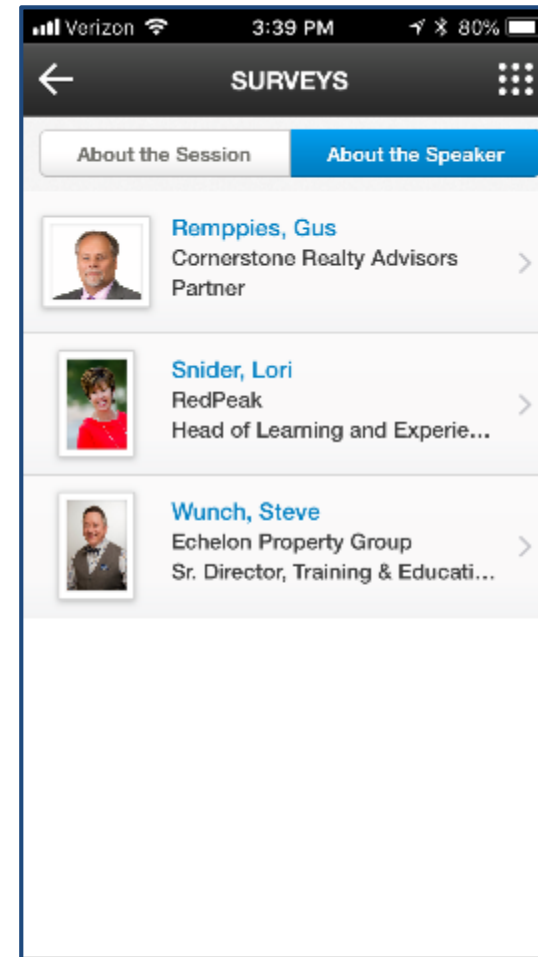 Verizon 3:39 PM 80%
SURVEYS
About the Session About the Speaker
Remppies, Gus
Cornerstone Realty Advisors
Partner
Snider, Lori
RedPeak
Head of Learning and Experie...
Wunch, Steve
Echelon Property Group
Sr. Director, Training & Educati...